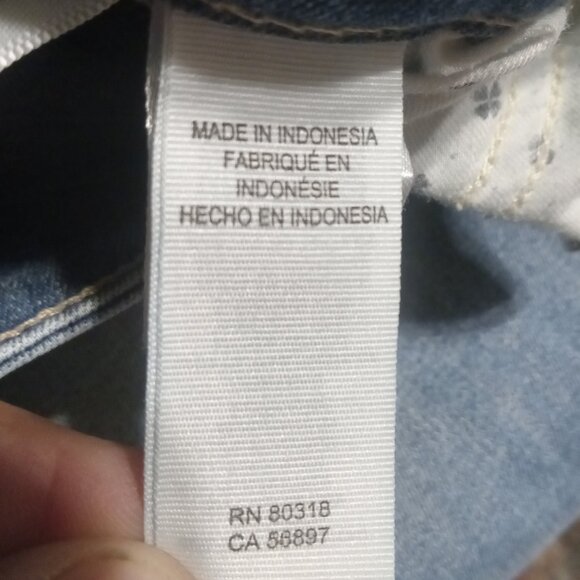 MADE IN INDONESIA
FABRIQUÉ EN
INDONÉSIE
HECHO EN INDONESIA
RN 80318
CA 56897